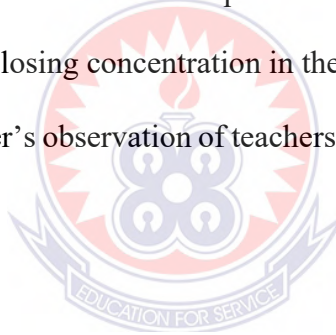 losing concentration in the
er's observation of teachers
EDUCATION FOR SERVICE